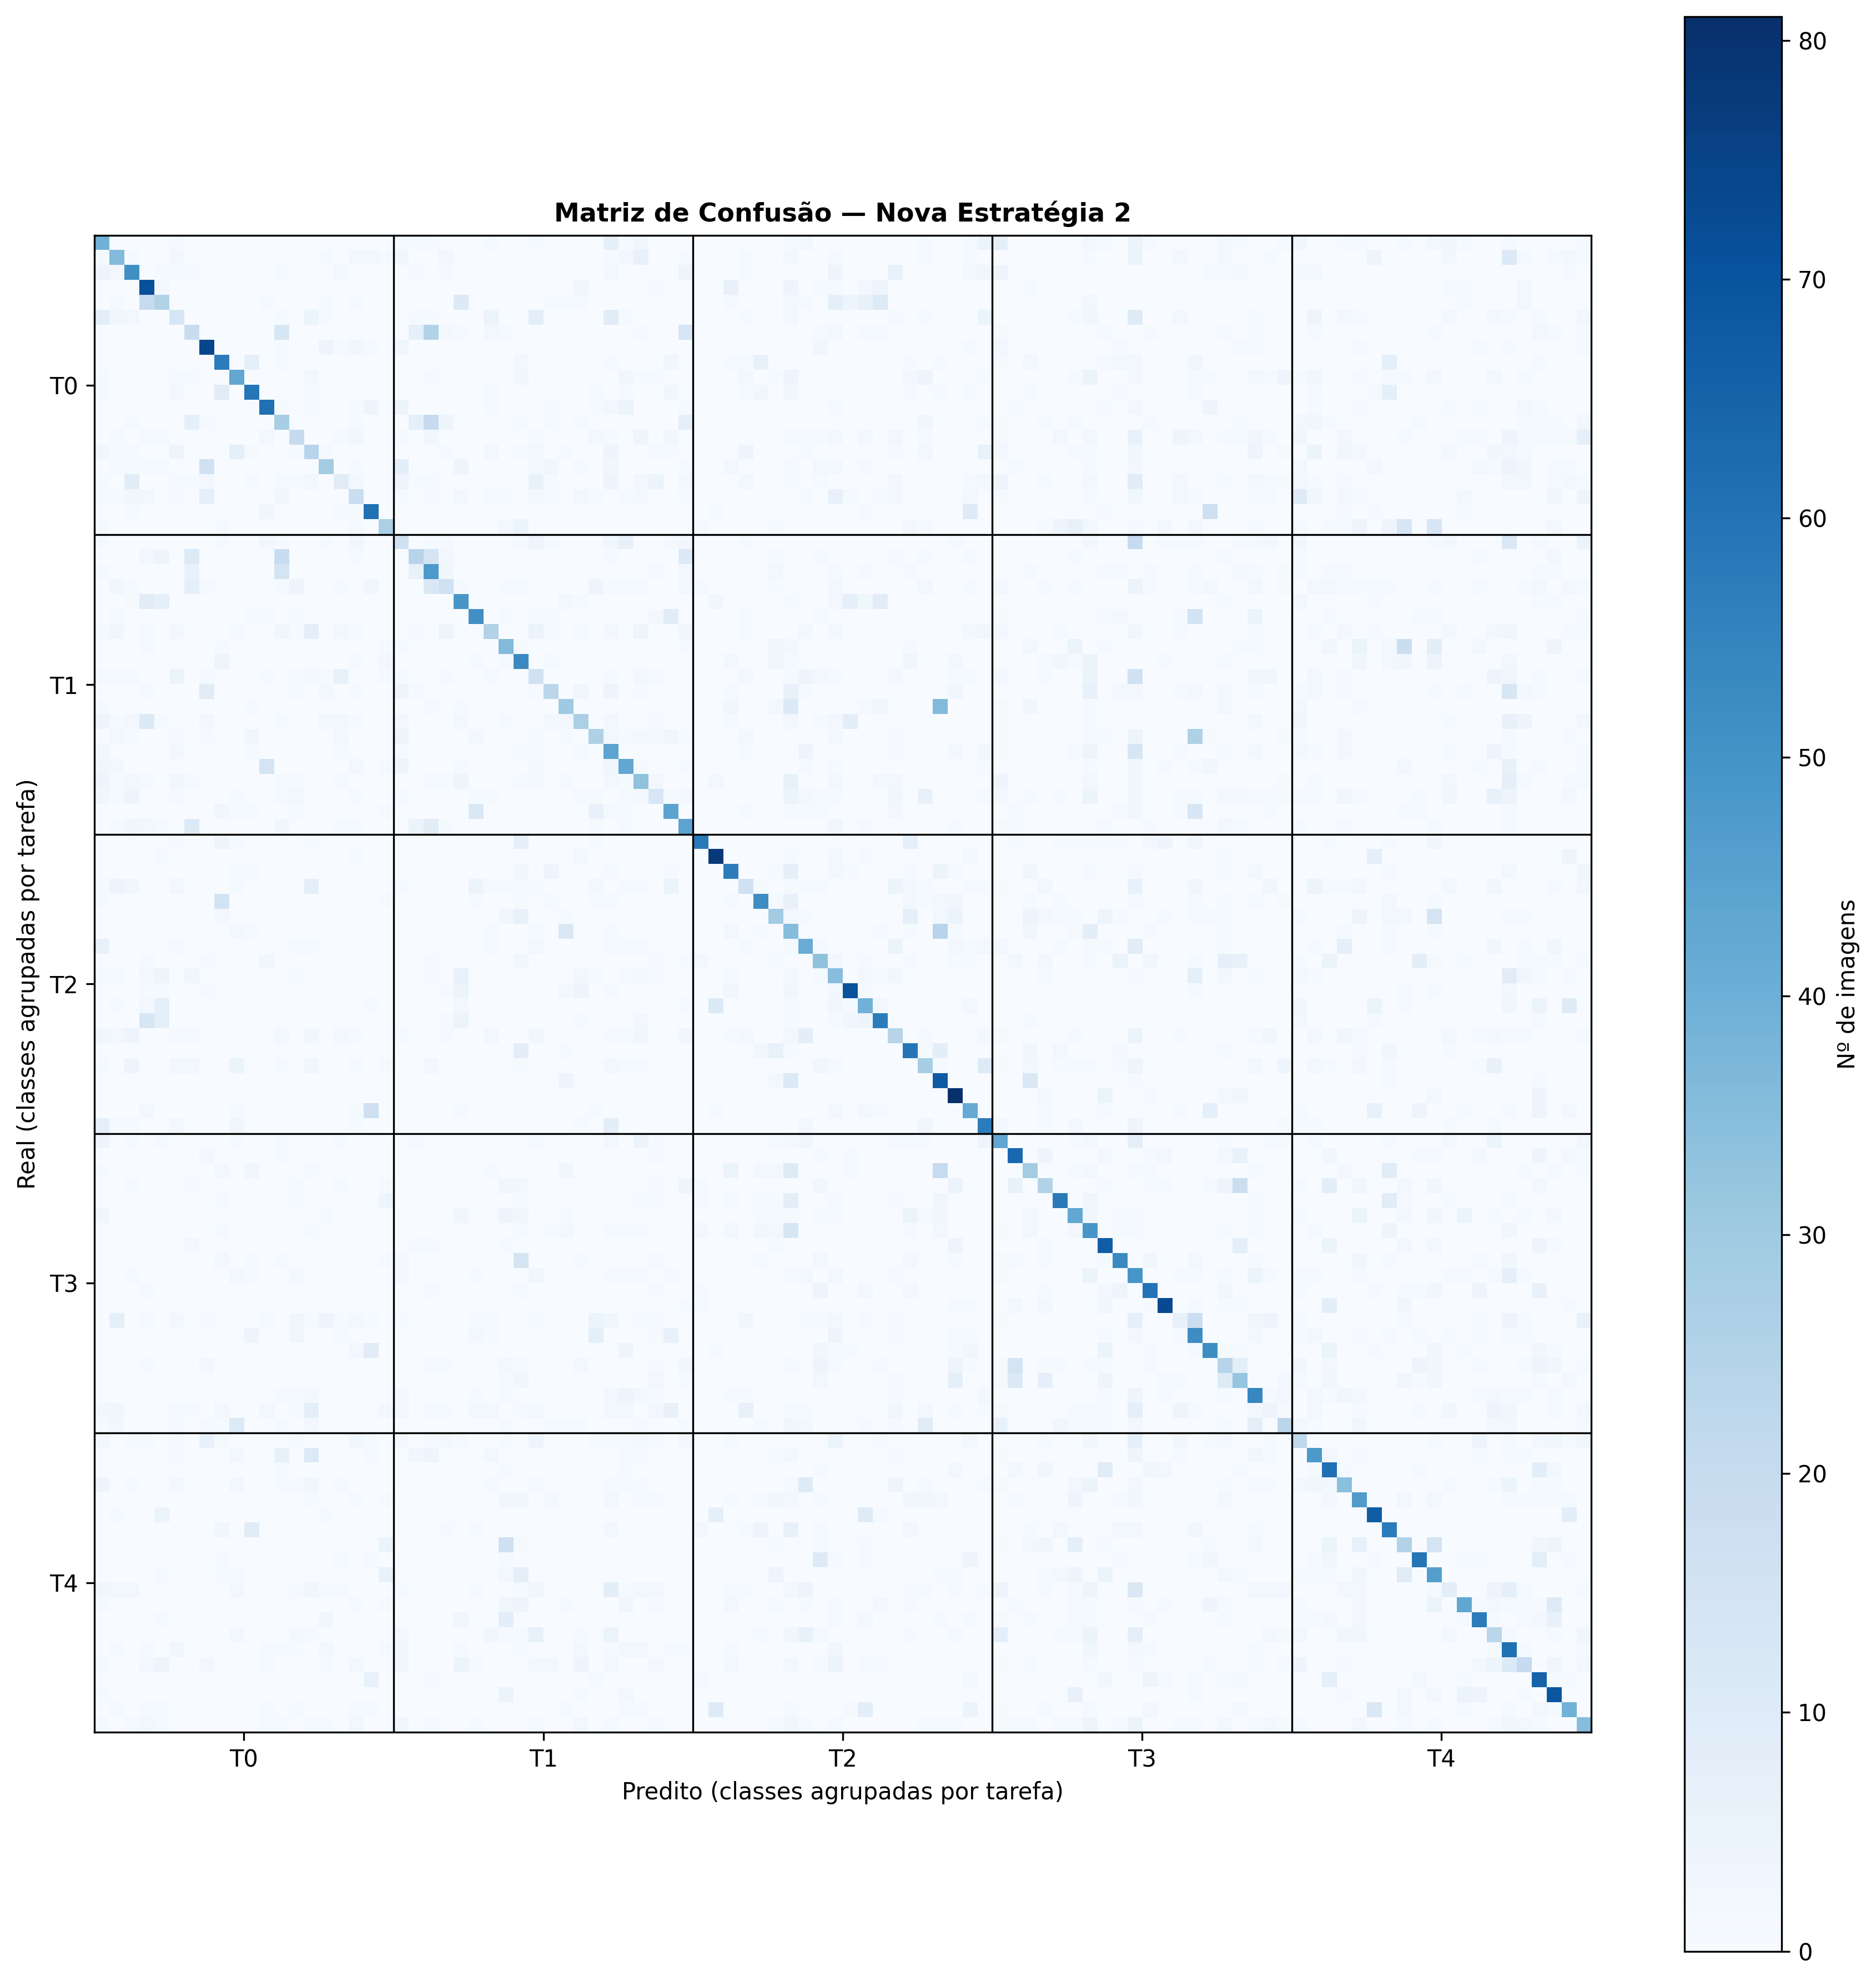 Matriz de Confusão — Nova Estratégia 2
Real (classes agrupadas por tarefa)
T0
T1
T2
T3
T4
T0 T1 T2 T3 T4
Predito (classes agrupadas por tarefa)
80
70
60
50
40
30
20
10
0
Nº de imagens